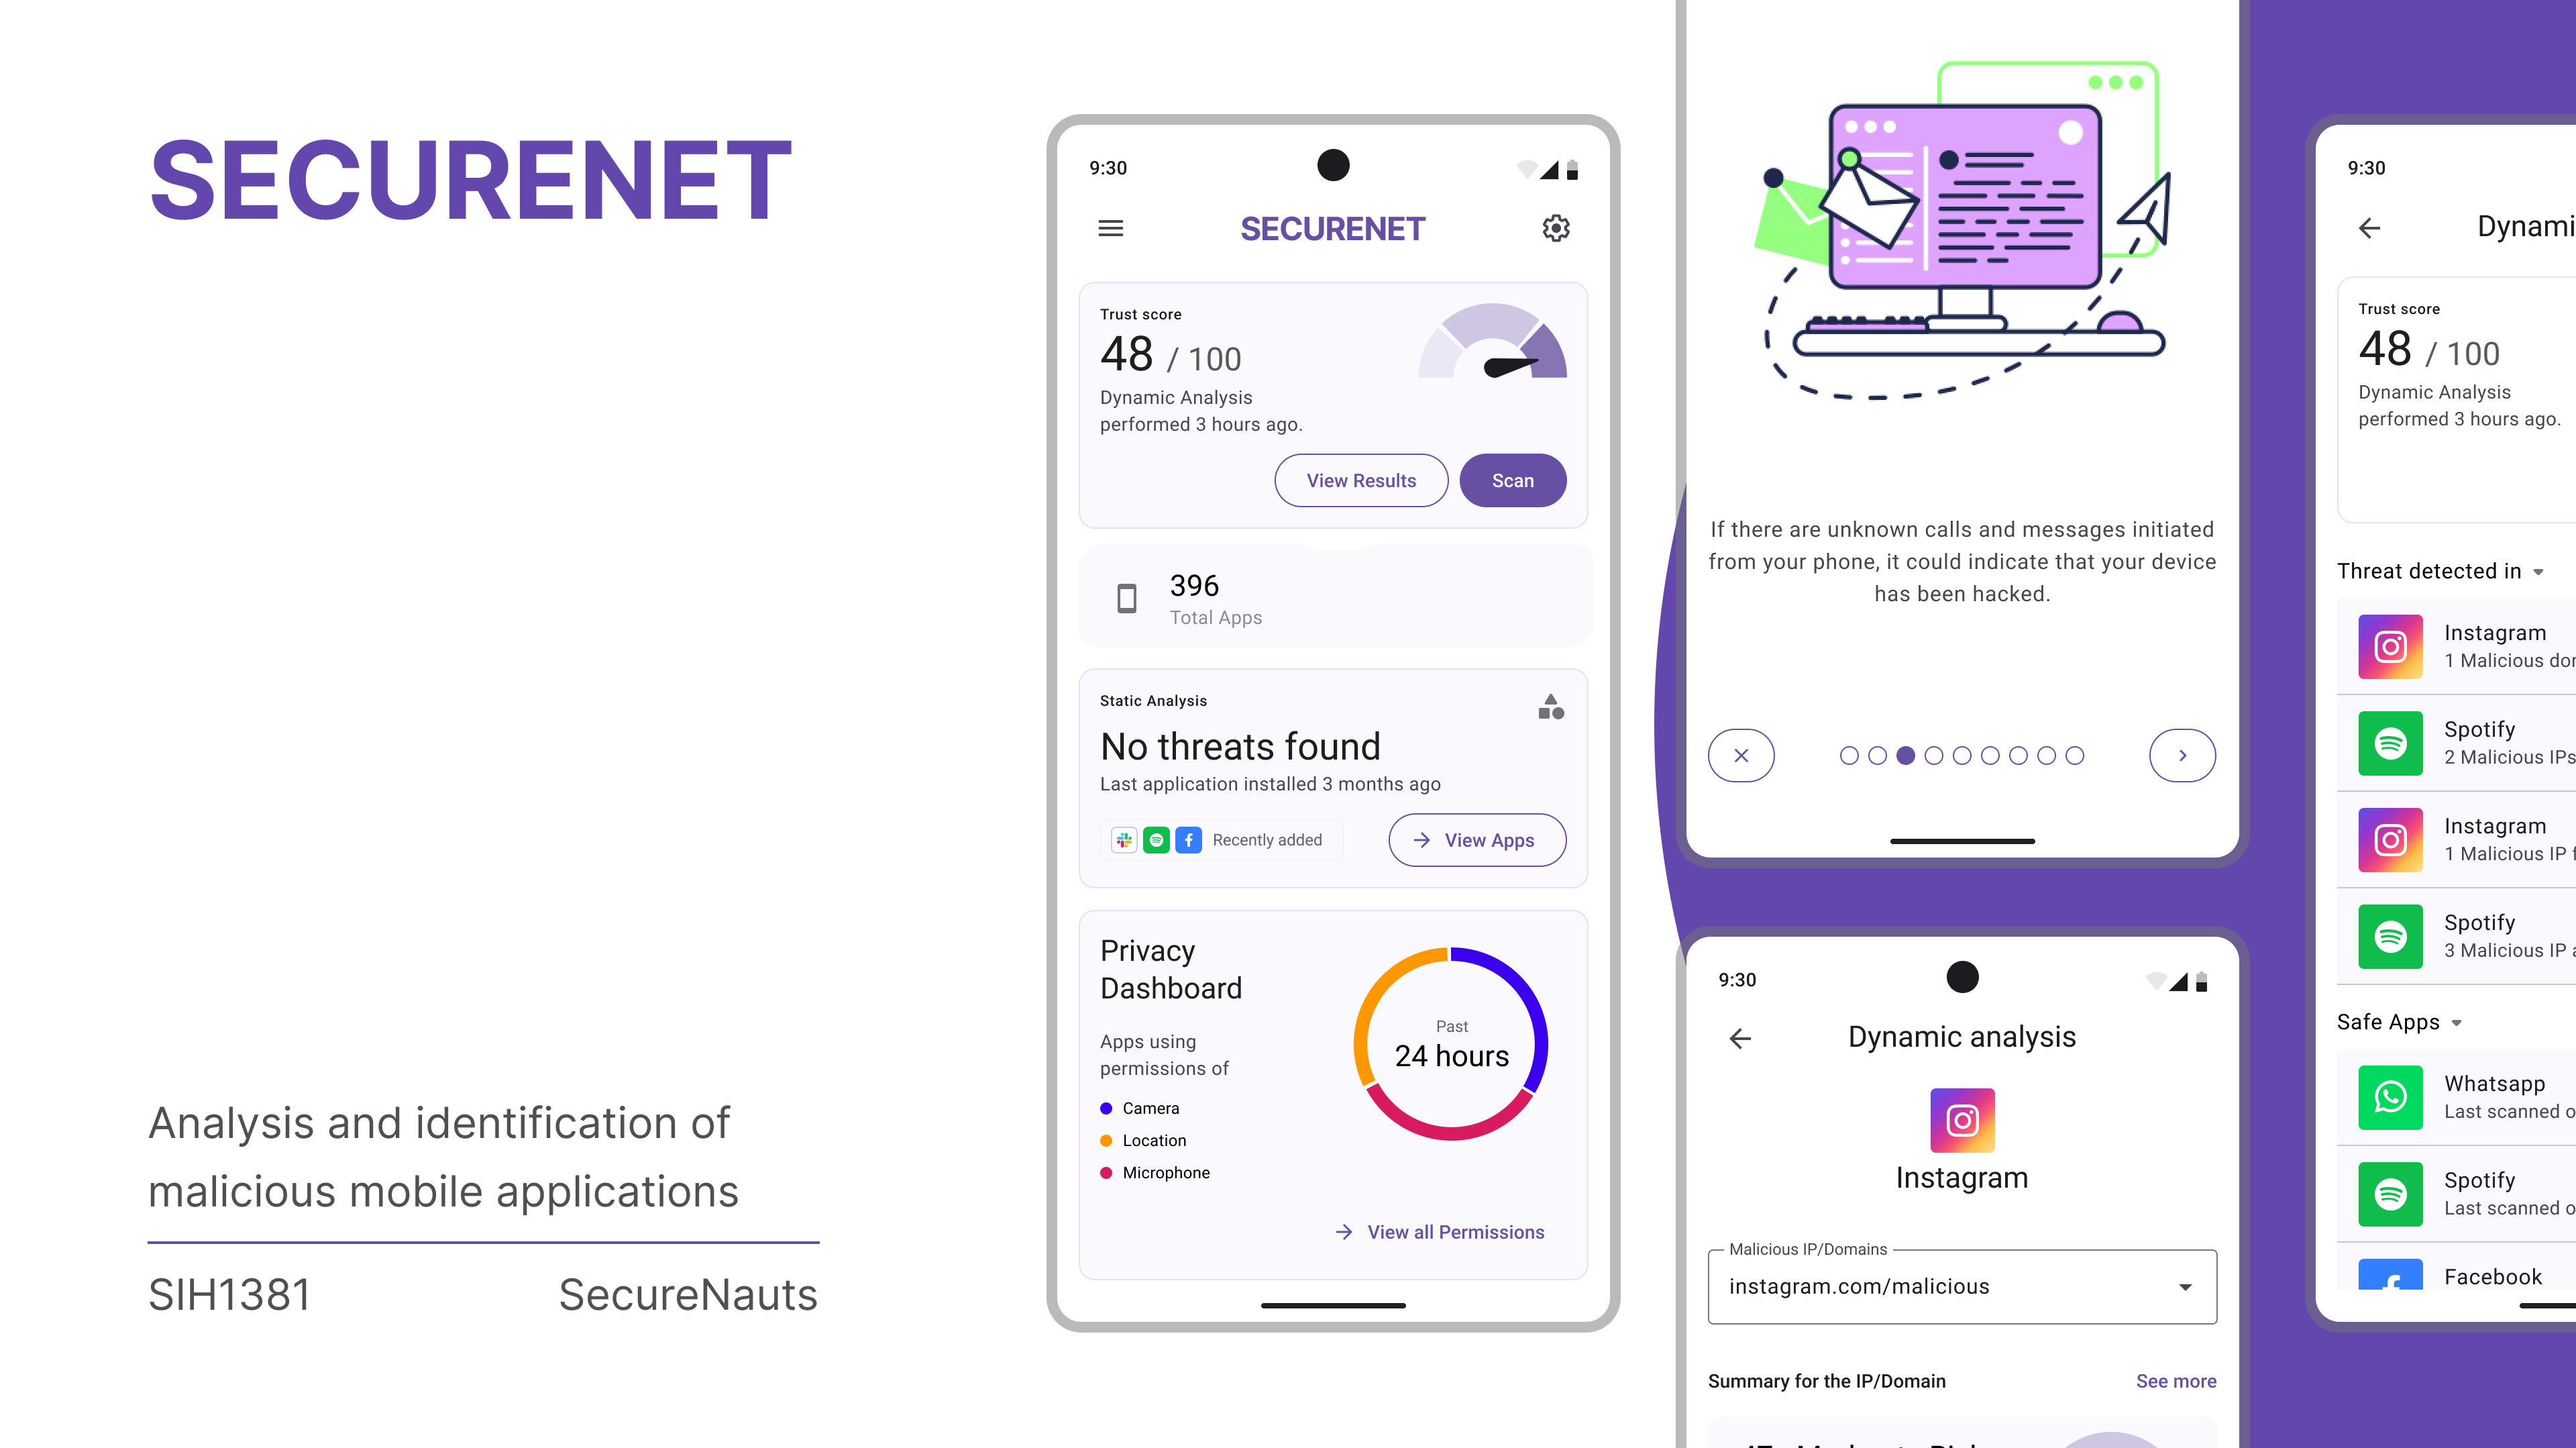 SECURENET
Analysis and identification of
malicious mobile applications
SIH1381
SecureNauts
9:30
SECURENET
Trust score
48 / 100
Dynamic Analysis
performed 3 hours ago.
View Results
Scan
396
Total Apps
Static Analysis
No threats found
Last application installed 3 months ago
Recently added
View Apps
Privacy
Dashboard
Apps using
permissions of
Camera
Location
Microphone
Past
24 hours
View all Permissions
If there are unknown calls and messages initiated
from your phone, it could indicate that your device
has been hacked.
9:30
Dynamic analysis
Instagram
Malicious IP/Domains
instagram.com/malicious
Summary for the IP/Domain
See more
9:30
Trust score
48 / 100
Dynamic Analysis
performed 3 hours ago.
Threat detected in
Instagram
1 Malicious
Spotify
2 Malicious IPs
Instagram
1 Malicious IP
Spotify
3 Malicious IP
Safe Apps
Whatsapp
Last scanned
Spotify
Last scanned
Facebook